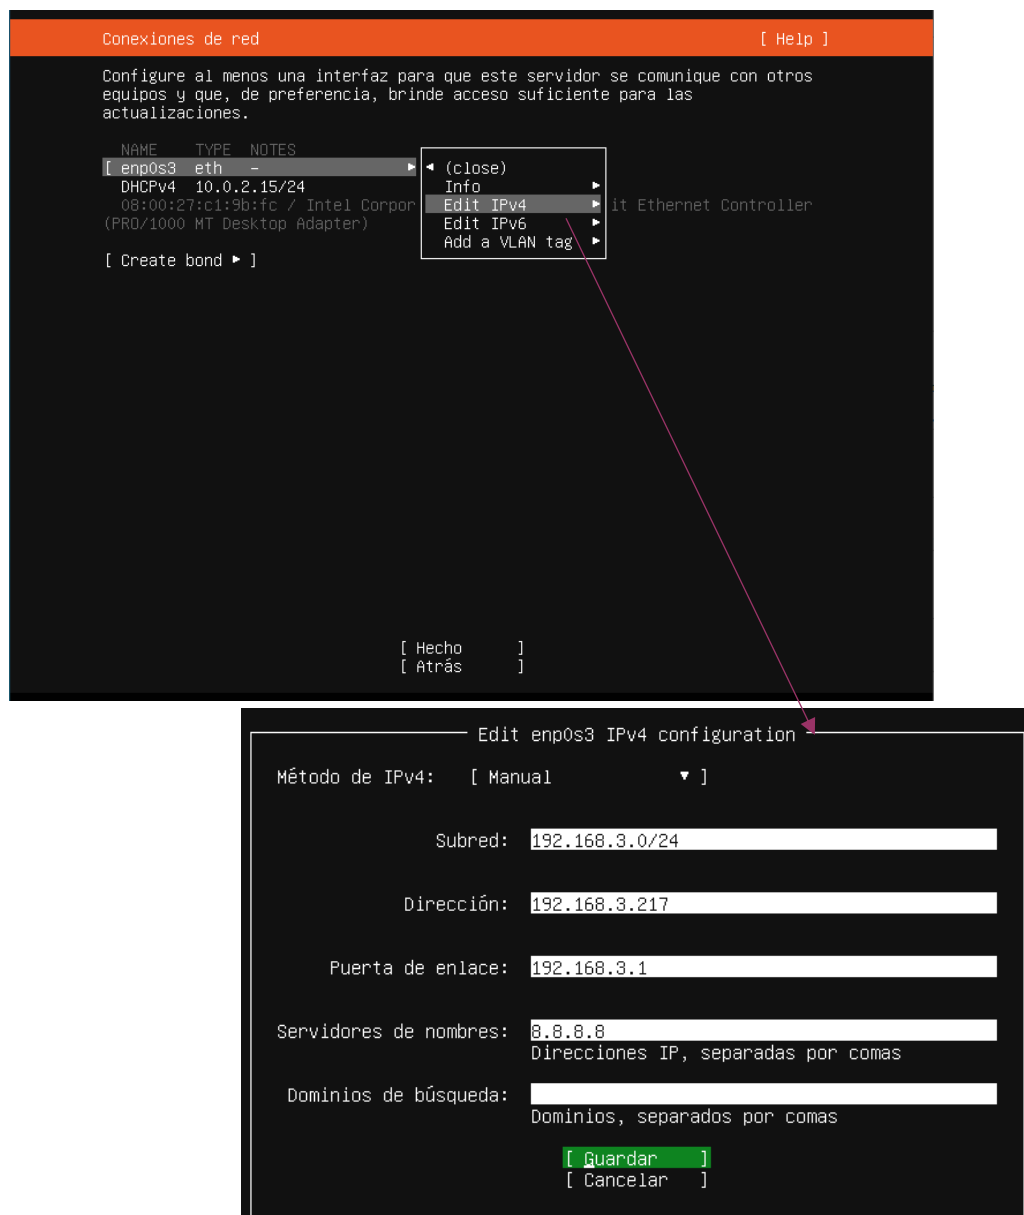 Conexiones de red [ Help ]
Configure al menos una interfaz para que este servidor se comunique con otros
equipos y que, de preferencia, brinde acceso suficiente para las
actualizaciones.
NAME TYPE NOTES
[ enp0s3 eth – ▸ ◂ (close)
DHCPv4 10.0.2.15/24 Info ▸
08:00:27:c1:9b:fc / Intel Corpor Edit IPv4 ▸ it Ethernet Controller
(PRO/1000 MT Desktop Adapter) Edit IPv6 ▸
Add a VLAN tag ▸
[ Create bond ▸ ]
[ Hecho ]
[ Atrás ]
Edit enp0s3 IPv4 configuration
Método de IPv4: [ Manual ▾ ]
Subred: 192.168.3.0/24
Dirección: 192.168.3.217
Puerta de enlace: 192.168.3.1
Servidores de nombres: 8.8.8.8
Direcciones IP, separadas por comas
Dominios de búsqueda:
Dominios, separados por comas
[ Guardar ]
[ Cancelar ]